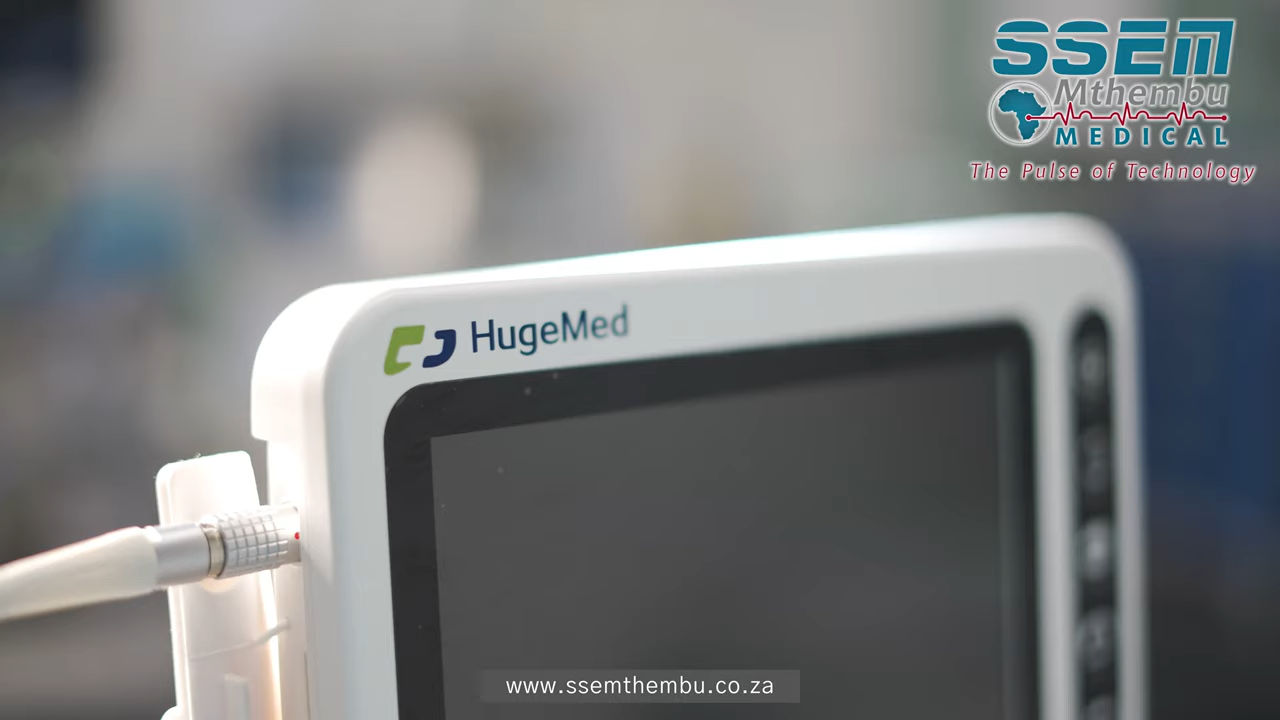 SSEM
Mthembu
MEDICAL
The Pulse of Technology
HugeMed
www.ssemthembu.co.za